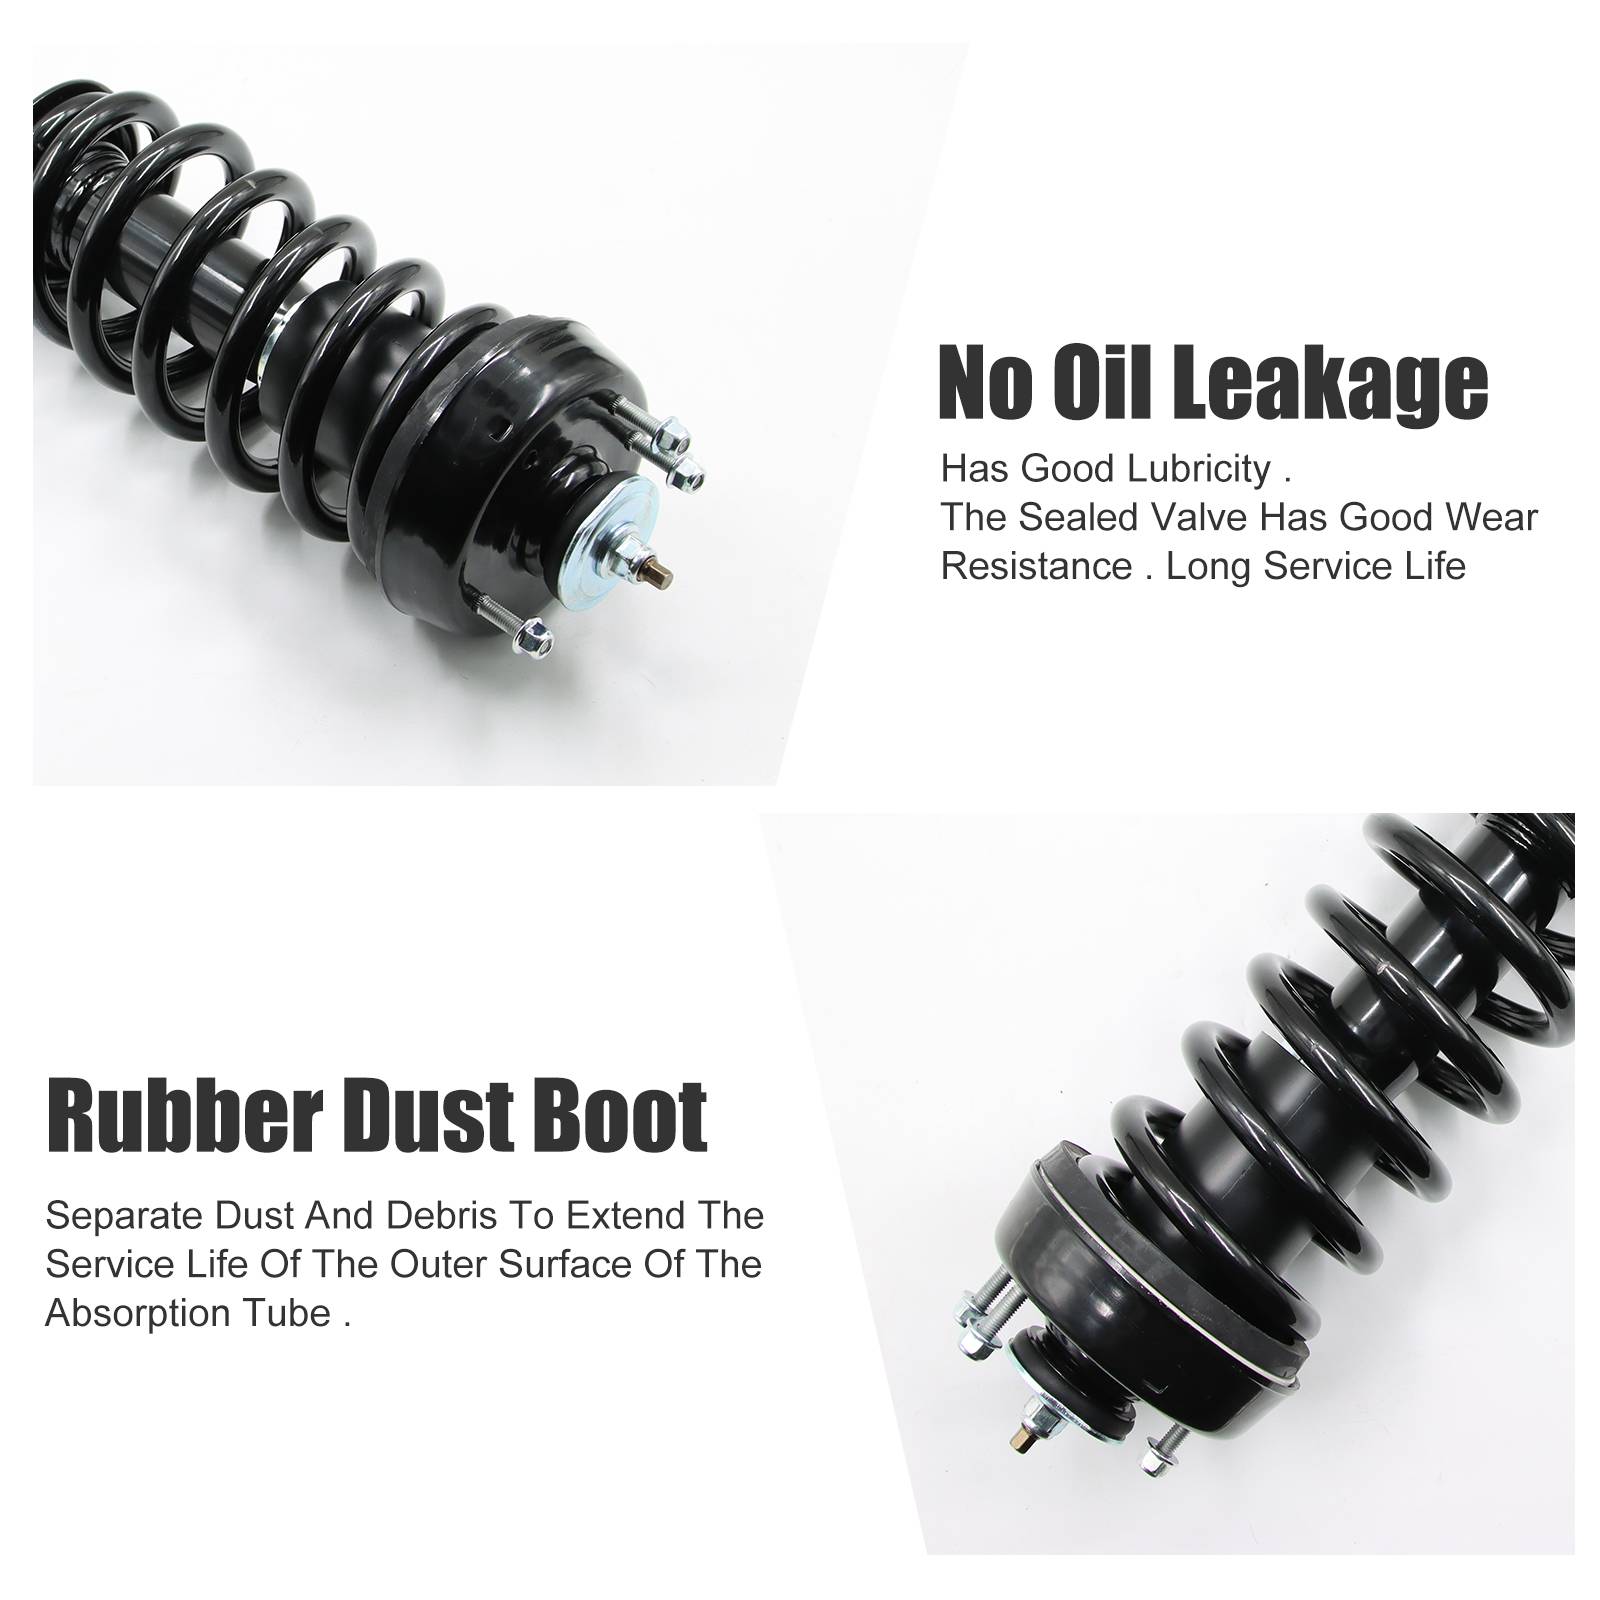 No Oil Leakage
Has Good Lubricity .
The Sealed Valve Has Good Wear
Resistance . Long Service Life
Rubber Dust Boot
Separate Dust And Debris To Extend The
Service Life Of The Outer Surface Of The
Absorption Tube .